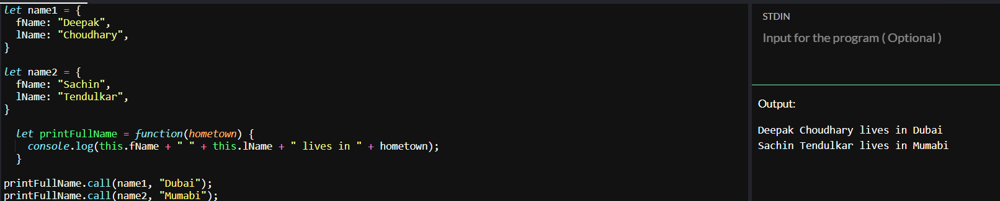 let name1 = {
  fName: "Deepak",
  lName: "Choudhary",
}

let name2 = {
  fName: "Sachin",
  lName: "Tendulkar",
}

  let printFullName = function(hometown) {
    console.log(this.fName + " " + this.lName + " lives in " + hometown);
  }

printFullName.call(name1, "Dubai");
printFullName.call(name2, "Mumabi");
STDIN
Input for the program ( Optional )
Output:
Deepak Choudhary lives in Dubai
Sachin Tendulkar lives in Mumabi